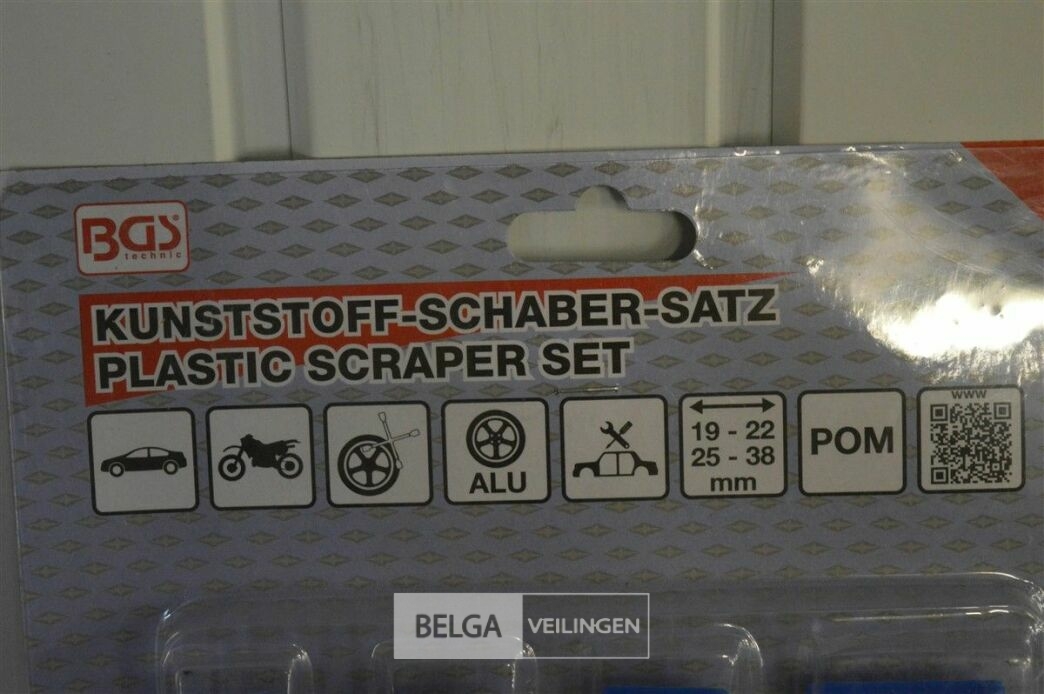 BGS
technic
KUNSTSTOFF-SCHABER-SATZ
PLASTIC SCRAPER SET
ALU
19 - 22
25 - 38
mm
POM
www
BELGA VEILINGEN